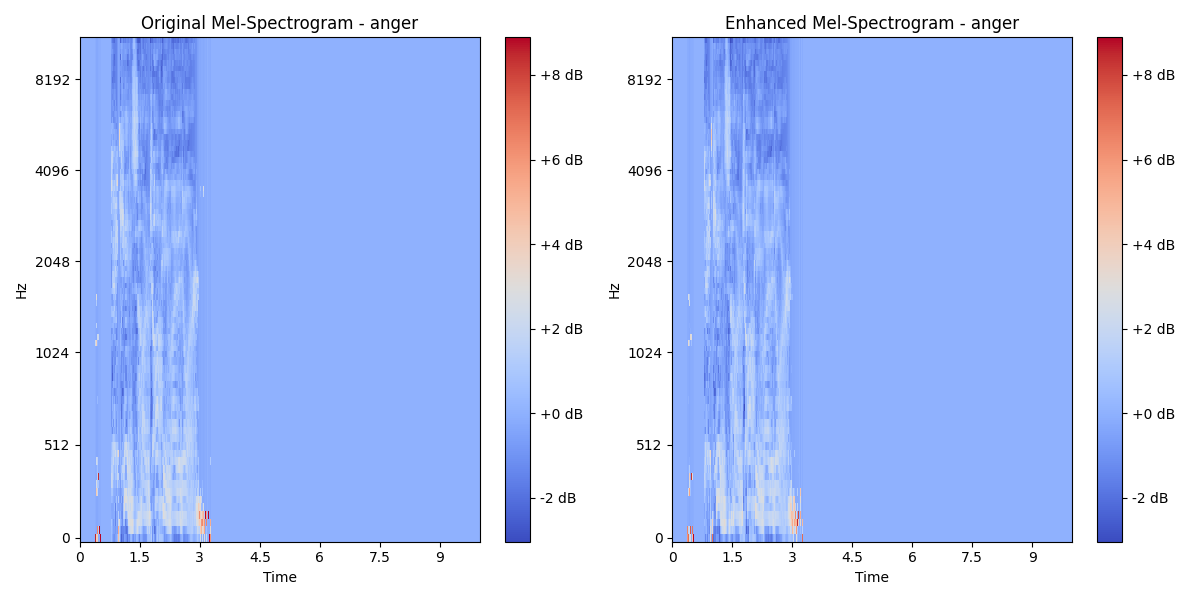 Original Mel-Spectrogram - anger
Hz
8192
4096
2048
1024
512
0
0 1.5 3 4.5 6 7.5 9
Time
+8 dB
+6 dB
+4 dB
+2 dB
+0 dB
-2 dB
Enhanced Mel-Spectrogram - anger
Hz
8192
4096
2048
1024
512
0
0 1.5 3 4.5 6 7.5 9
Time
+8 dB
+6 dB
+4 dB
+2 dB
+0 dB
-2 dB